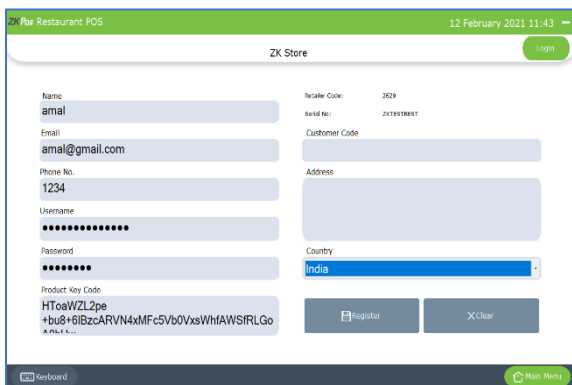 ZKPos Restaurant POS
12 February 2021 11:43
ZK Store
Login
Name
amal
Email
amal@gmail.com
Phone No.
1234
Username
Password
Product Key Code
HToaWZL2pe
+bu8+6IBzcARVN4xMFc5Vb0VxsWhfAWSfRLGo
Retailer Code: 2629
Serial No: ZKTESTREST
Customer Code
Address
Country
India
Register
Clear
Keyboard
Main Menu